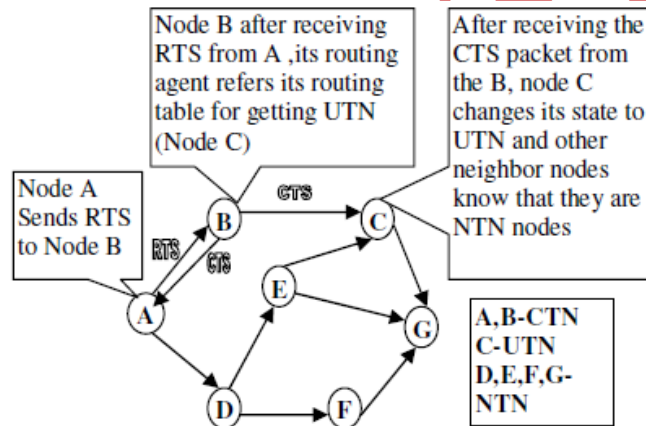 Node B after receiving
RTS from A ,its routing
agent refers its routing
table for getting UTN
(Node C)
After receiving the
CTS packet from
the B, node C
changes its state to
UTN and other
neighbor nodes
know that they are
NTN nodes
Node A
Sends RTS
to Node B
CTS
B
C
RTS
CTS
E
A
G
D
F
A,B-CTN
C-UTN
D,E,F,G-
NTN